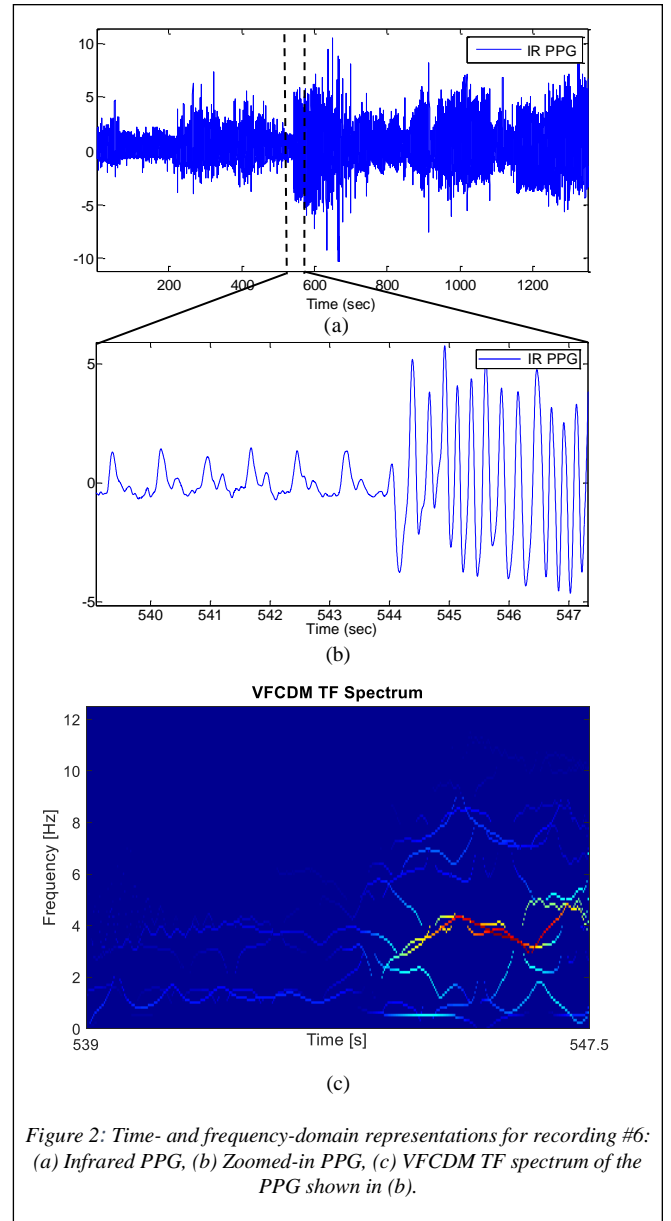 10
5
0
-5
-10
IR PPG
200 400 600 800 1000 1200
Time (sec)
(a)
5
0
-5
IR PPG
540 541 542 543 544 545 546 547
Time (sec)
(b)
VFCDM TF Spectrum
12
10
8
6
4
2
0
Frequency [Hz]
539 547.5
Time [s]
(c)
Figure 2: Time- and frequency-domain representations for recording #6:
(a) Infrared PPG, (b) Zoomed-in PPG, (c) VFCDM TF spectrum of the
PPG shown in (b).